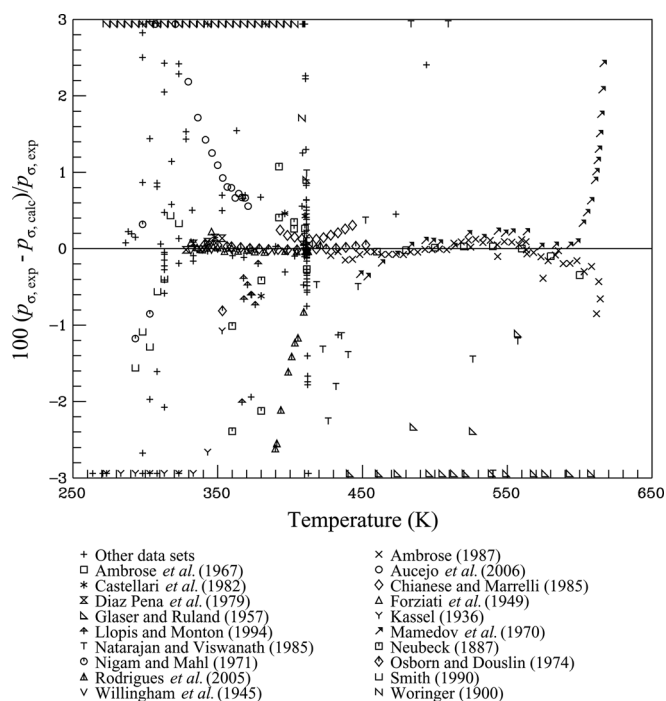 3
2
1
0
−1
−2
−3
100 (pσ, exp - pσ, calc)/pσ, exp
250 350 450 550 650
Temperature (K)
Other data sets
Ambrose et al. (1967)
Castellari et al. (1982)
Diaz Pena et al. (1979)
Glaser and Ruland (1957)
Llopis and Monton (1994)
Natarajan and Viswanath (1985)
Nigam and Mahl (1971)
Rodrigues et al. (2005)
Willingham et al. (1945)
Ambrose (1987)
Aucejo et al. (2006)
Chianese and Marrelli (1985)
Forziati et al. (1949)
Kassel (1936)
Mamedov et al. (1970)
Neubeck (1887)
Osborn and Douslin (1974)
Smith (1990)
Woringer (1900)